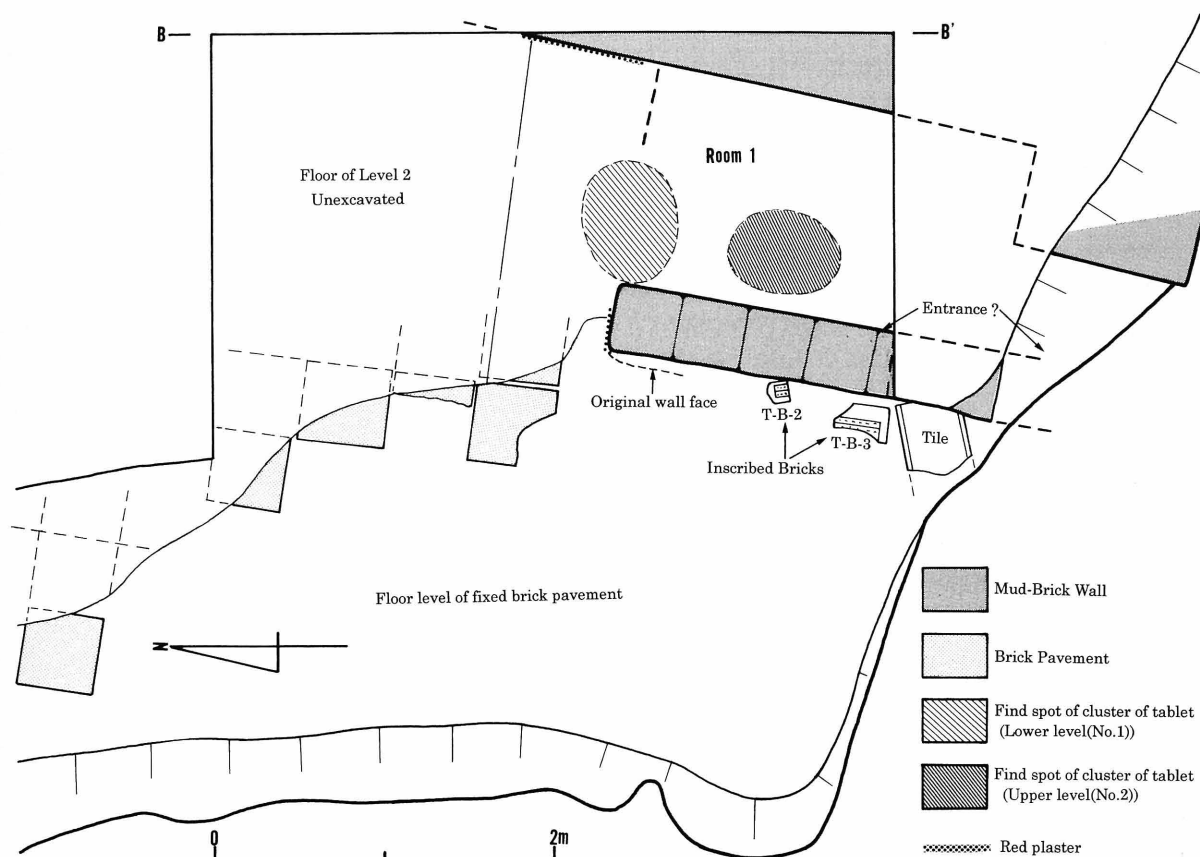 B
B'
Room 1
Floor of Level 2
Unexcavated
Entrance ?
Original wall face
T-B-2
T-B-3
Tile
Inscribed Bricks
Floor level of fixed brick pavement
N
Mud-Brick Wall
Brick Pavement
Find spot of cluster of tablet
(Lower level(No.1))
Find spot of cluster of tablet
(Upper level(No.2))
Red plaster
0
2m